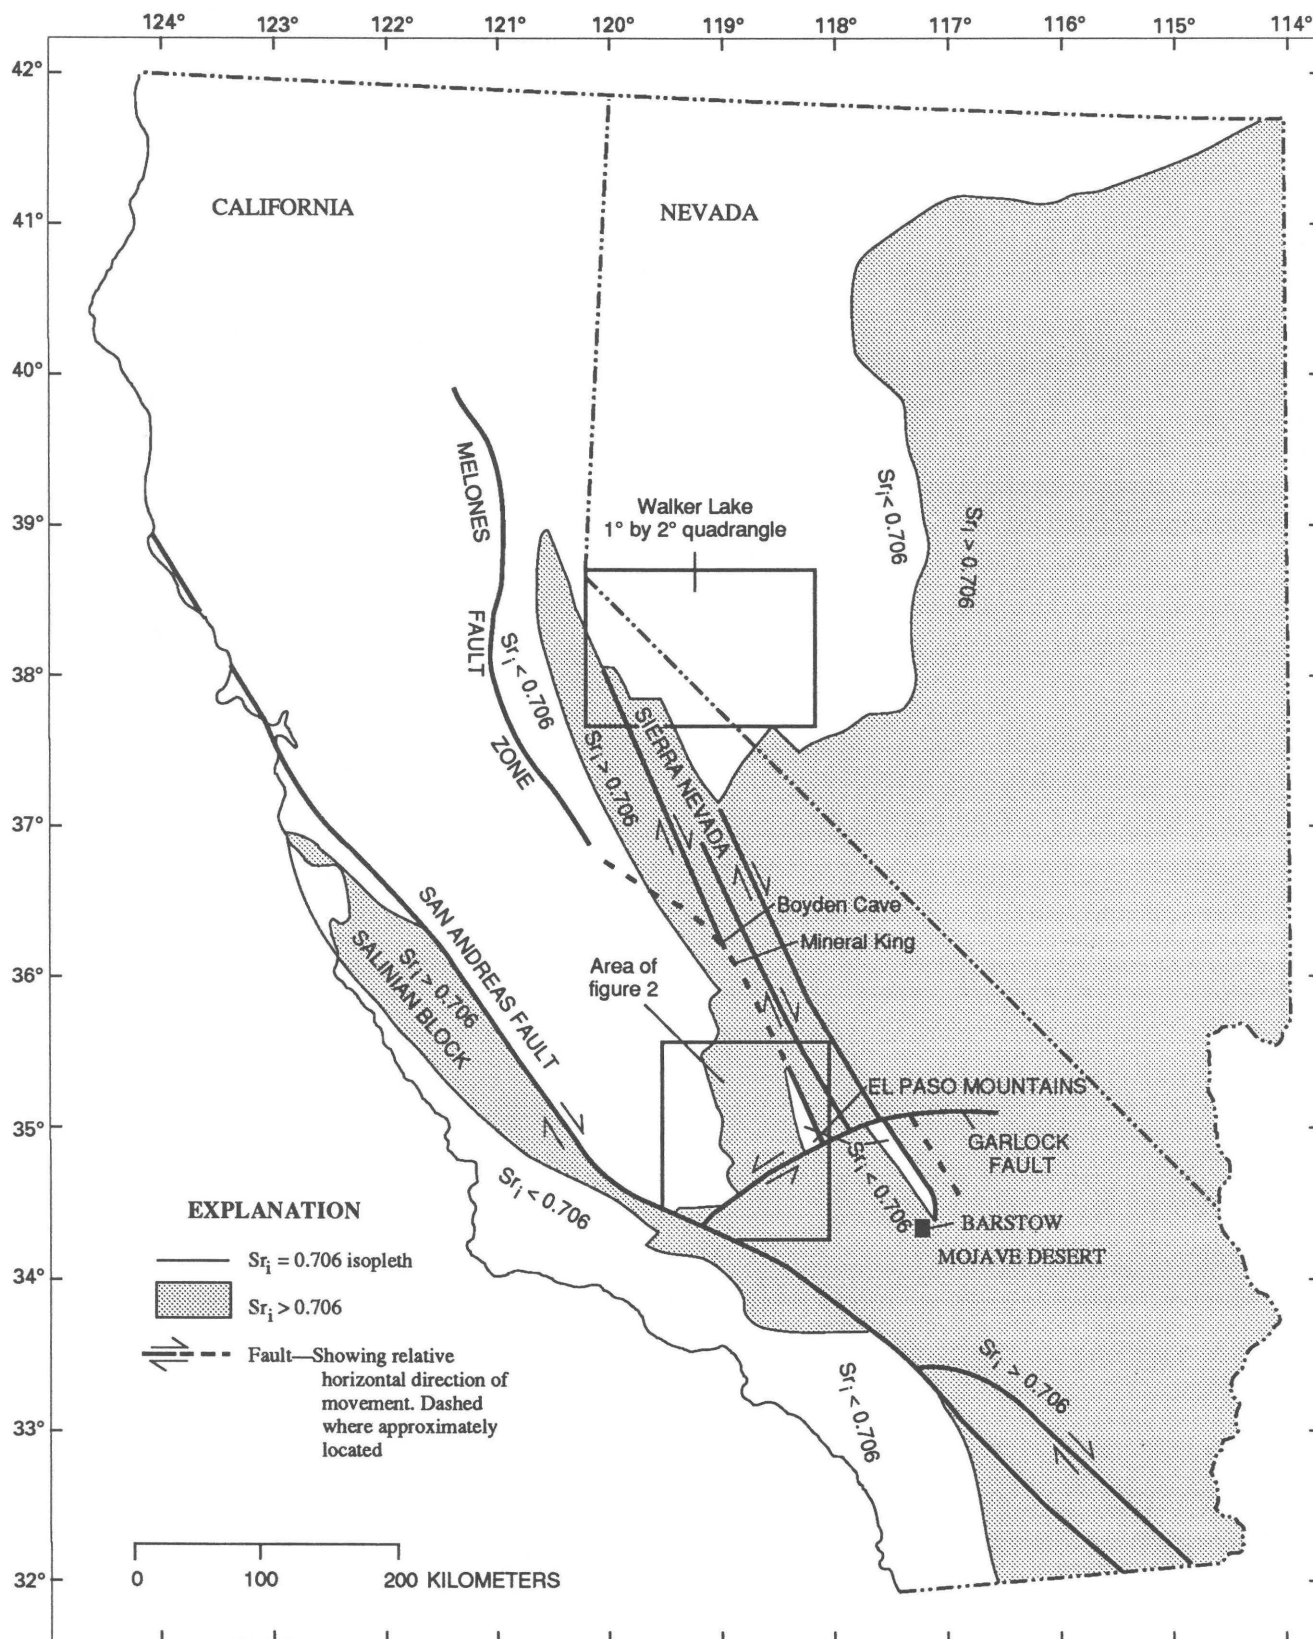 124° 123° 122° 121° 120° 119° 118° 117° 116° 115° 114°
42°
41°
40°
39°
38°
37°
36°
35°
34°
33°
32°
CALIFORNIA
NEVADA
MELONES
FAULT
ZONE
Walker Lake
1° by 2° quadrangle
Sri < 0.706
Sri > 0.706
Sri < 0.706
Sri > 0.706
SIERRA NEVADA
Boyden Cave
Mineral King
Area of
figure 2
SAN ANDREAS FAULT
Sri > 0.706
SALINIAN BLOCK
EL PASO MOUNTAINS
GARLOCK
FAULT
Sri < 0.706
Sri < 0.706
BARSTOW
MOJAVE DESERT
Sri > 0.706
Sri < 0.706
EXPLANATION
Sri = 0.706 isopleth
Sri > 0.706
Fault—Showing relative
horizontal direction of
movement. Dashed
where approximately
located
0 100 200 KILOMETERS